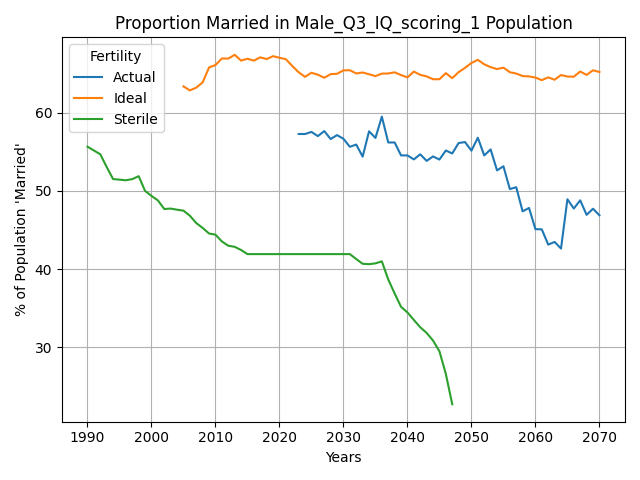 Proportion Married in Male_Q3_IQ_scoring_1 Population
Fertility
Actual
Ideal
Sterile
% of Population 'Married'
60
50
40
30
1990 2000 2010 2020 2030 2040 2050 2060 2070
Years